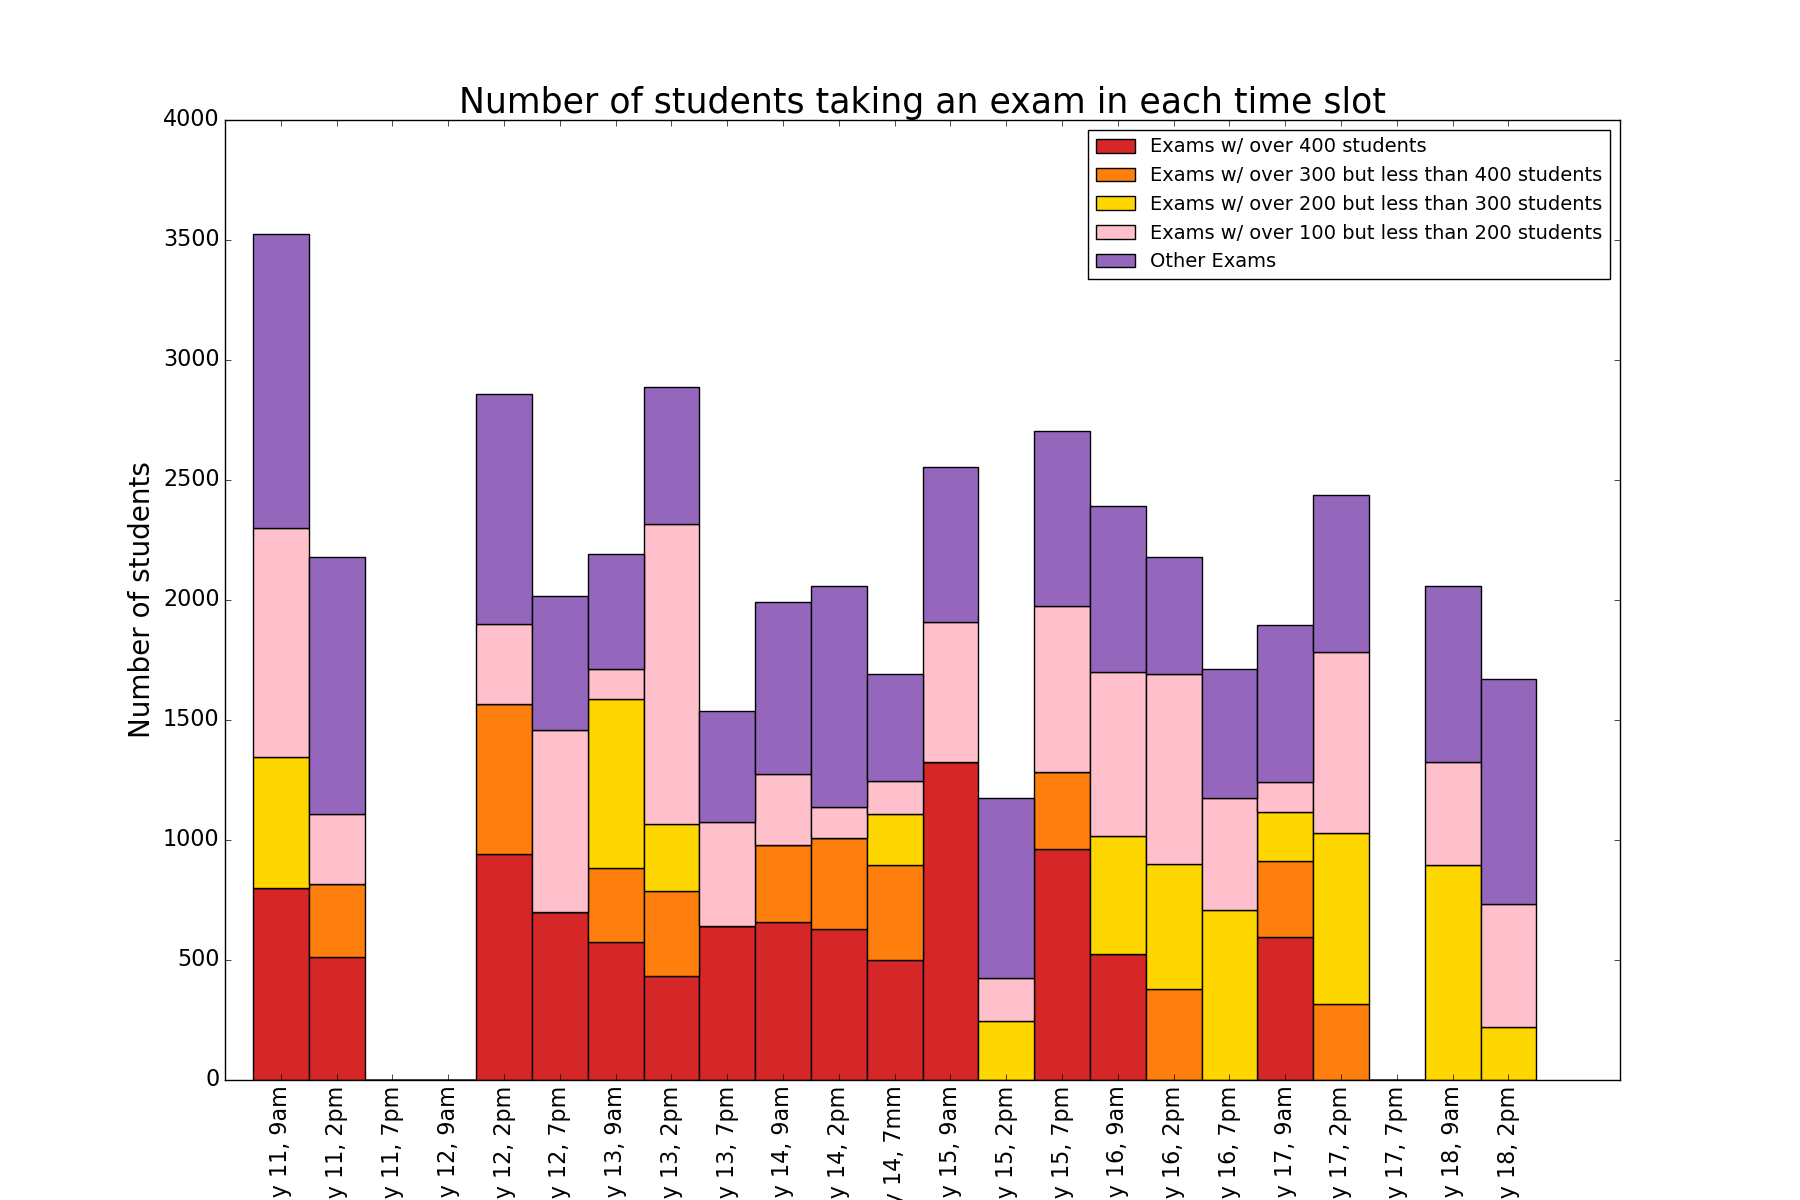 Number of students taking an exam in each time slot
Exams w/ over 400 students
Exams w/ over 300 but less than 400 students
Exams w/ over 200 but less than 300 students
Exams w/ over 100 but less than 200 students
Other Exams
Number of students
4000
3500
3000
2500
2000
1500
1000
500
0
y 11, 9am
y 11, 2pm
y 11, 7pm
y 12, 9am
y 12, 2pm
y 12, 7pm
y 13, 9am
y 13, 2pm
y 13, 7pm
y 14, 9am
y 14, 2pm
y 14, 7mm
y 15, 9am
y 15, 2pm
y 15, 7pm
y 16, 9am
y 16, 2pm
y 16, 7pm
y 17, 9am
y 17, 2pm
y 17, 7pm
y 18, 9am
y 18, 2pm